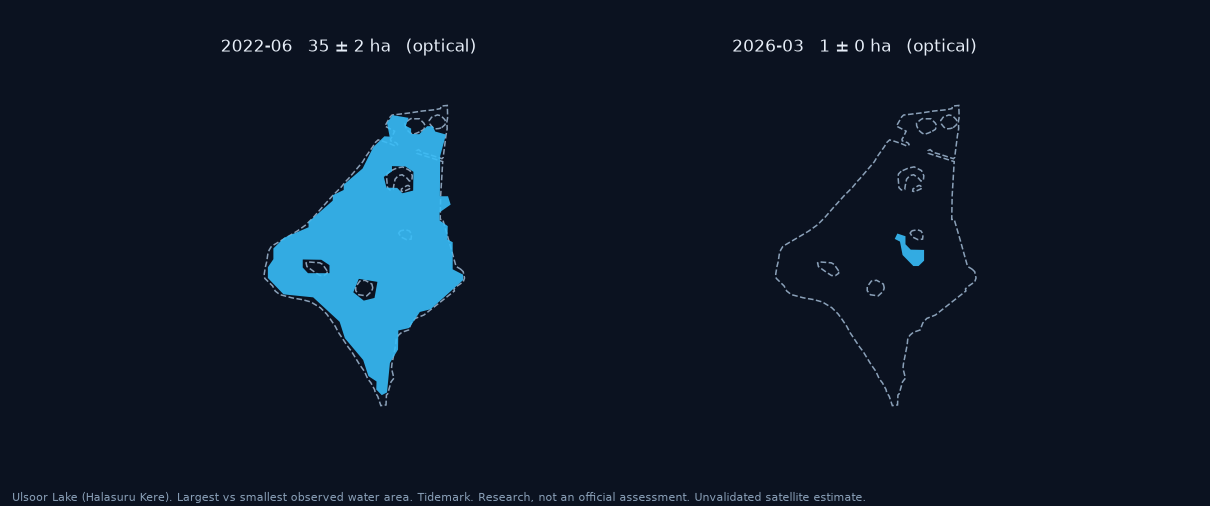 2022-06   35 ± 2 ha   (optical)
2026-03   1 ± 0 ha   (optical)
Ulsoor Lake (Halasuru Kere). Largest vs smallest observed water area. Tidemark. Research, not an official assessment. Unvalidated satellite estimate.